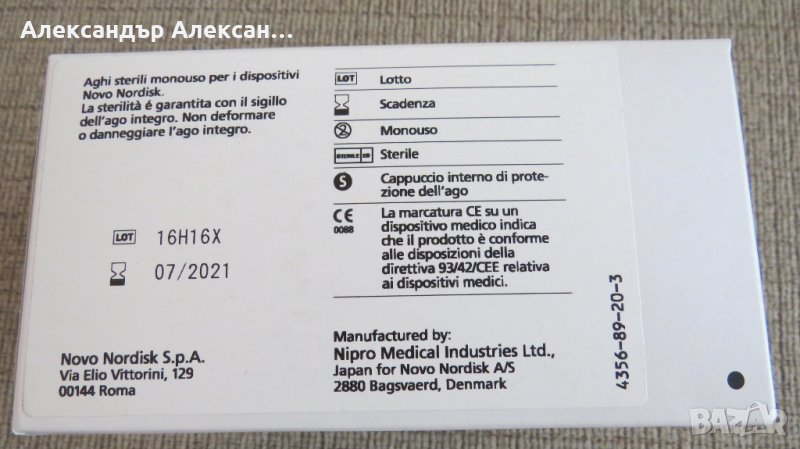 Александър Алексан...
Aghi sterili monouso per i dispositivi
Novo Nordisk.
La sterilità é garantita con il sigillo
dell'ago integro. Non deformare
o danneggiare l'ago integro.
LOT 16H16X
07/2021
Novo Nordisk S.p.A.
Via Elio Vittorini, 129
00144 Roma
LOT Lotto
Scadenza
2 Monouso
STERILE EO Sterile
S Cappuccio interno di prote-
zione dell'ago
CE La marcatura CE su un
0088 dispositivo medico indica
che il prodotto è conforme
alle disposizioni della
direttiva 93/42/CEE relativa
ai dispositivi medici.
Manufactured by:
Nipro Medical Industries Ltd.,
Japan for Novo Nordisk A/S
2880 Bagsvaerd, Denmark
4356-89-20-3
BAZAR